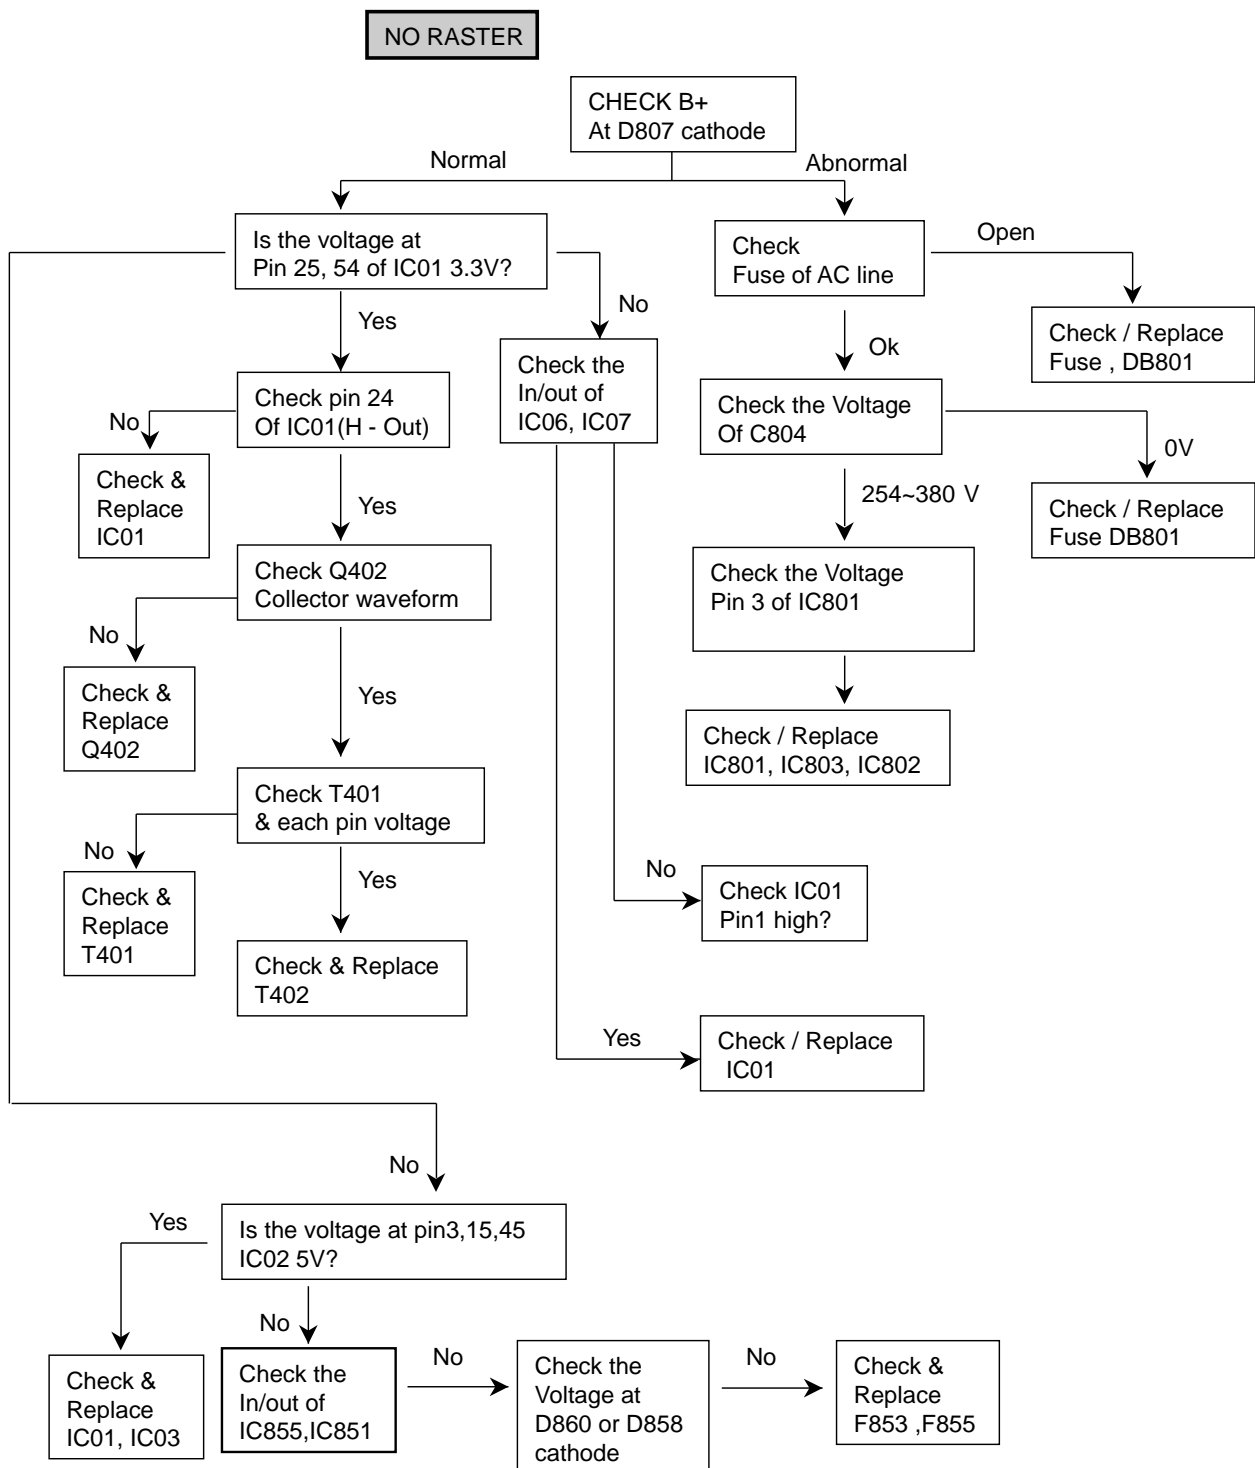 NO RASTER
CHECK B+
At D807 cathode
Normal
Abnormal
Is the voltage at
Pin 25, 54 of IC01 3.3V?
Check
Fuse of AC line
Open
No
Yes
Check / Replace
Fuse , DB801
Check the
In/out of
IC06, IC07
Ok
Check pin 24
Of IC01(H - Out)
Check the Voltage
Of C804
No
0V
Check &
Replace
IC01
Yes
254~380 V
Check / Replace
Fuse DB801
Check Q402
Collector waveform
Check the Voltage
Pin 3 of IC801
No
Check &
Replace
Q402
Yes
Check / Replace
IC801, IC803, IC802
Check T401
& each pin voltage
No
Yes
No
Check &
Replace
T401
Check IC01
Pin1 high?
Check & Replace
T402
Yes
Check / Replace
IC01
No
Yes
Is the voltage at pin3,15,45
IC02 5V?
No
Check &
Replace
IC01, IC03
Check the
In/out of
IC855,IC851
No
Check the
Voltage at
D860 or D858
cathode
No
Check &
Replace
F853 ,F855